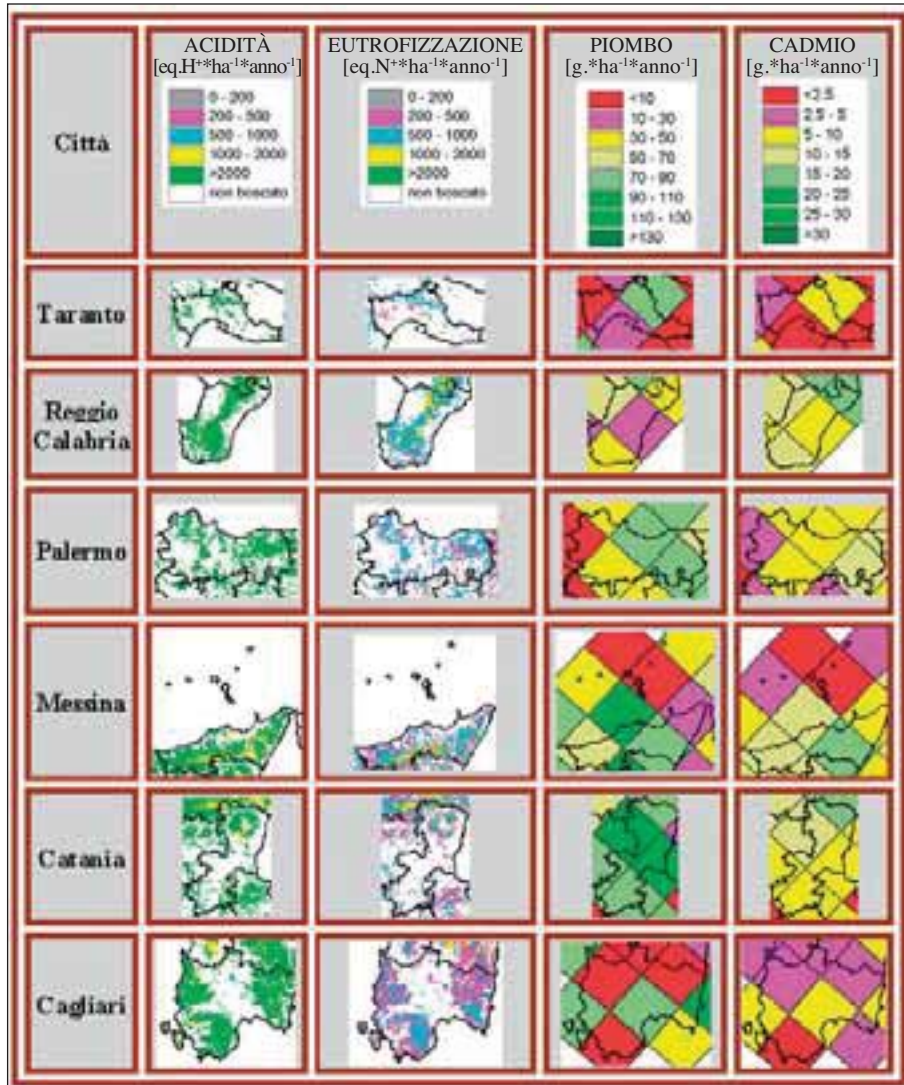 Città
ACIDITÀ
[eq.H⁺*ha⁻¹*anno⁻¹]
0 - 200
200 - 500
500 - 1000
1000 - 2000
>2000
non boscato
EUTROFIZZAZIONE
[eq.N⁺*ha⁻¹*anno⁻¹]
0 - 200
200 - 500
500 - 1000
1000 - 2000
>2000
non boscato
PIOMBO
[g.*ha⁻¹*anno⁻¹]
<10
10 - 30
30 - 50
50 - 70
70 - 90
90 - 110
110 - 130
>130
CADMIO
[g.*ha⁻¹*anno⁻¹]
<2.5
2.5 - 5
5 - 10
10 - 15
15 - 20
20 - 25
25 - 30
>30
Taranto
Reggio
Calabria
Palermo
Messina
Catania
Cagliari